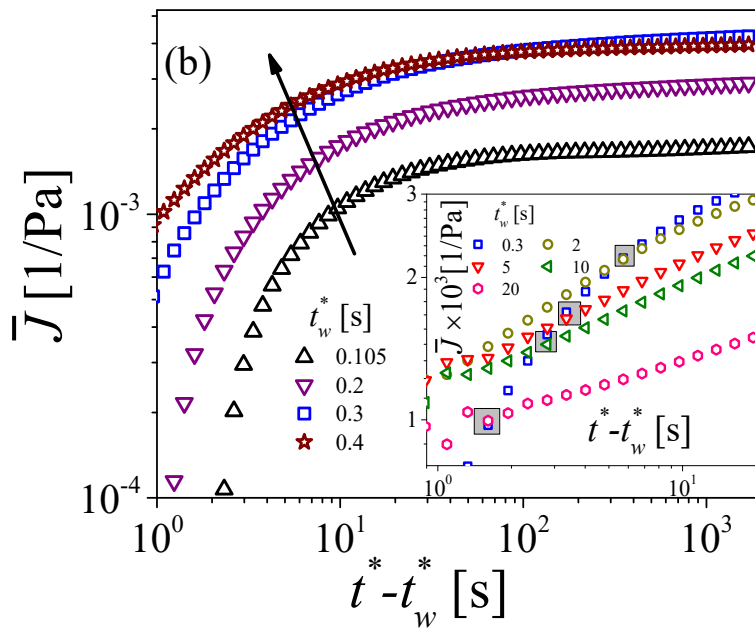 (b)
J̅ [1/Pa]
10⁻³
10⁻⁴
10⁰ 10¹ 10² 10³
t*-t*w [s]
t*w [s]
0.105
0.2
0.3
0.4
J̅×10³[1/Pa]
3
2
1
t*w [s]
0.3 2
5 10
20
t*-t*w [s]
10⁰ 10¹